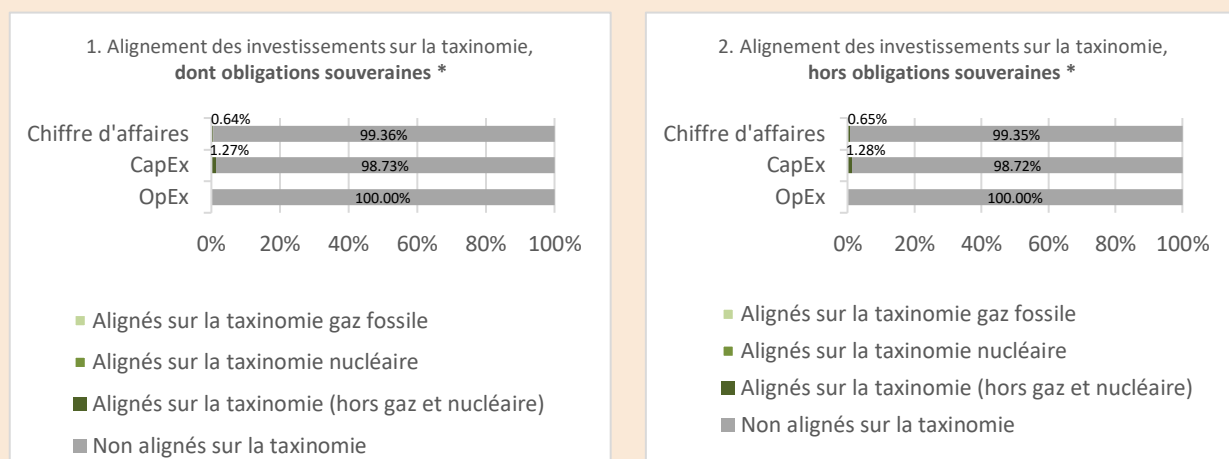 1. Alignement des investissements sur la taxinomie,
dont obligations souveraines *
0.64%
Chiffre d'affaires
99.36%
1.27%
CapEx
98.73%
OpEx
100.00%
0% 20% 40% 60% 80% 100%
Alignés sur la taxinomie gaz fossile
Alignés sur la taxinomie nucléaire
Alignés sur la taxinomie (hors gaz et nucléaire)
Non alignés sur la taxinomie
2. Alignement des investissements sur la taxinomie,
hors obligations souveraines *
0.65%
Chiffre d'affaires
99.35%
1.28%
CapEx
98.72%
OpEx
100.00%
0% 20% 40% 60% 80% 100%
Alignés sur la taxinomie gaz fossile
Alignés sur la taxinomie nucléaire
Alignés sur la taxinomie (hors gaz et nucléaire)
Non alignés sur la taxinomie